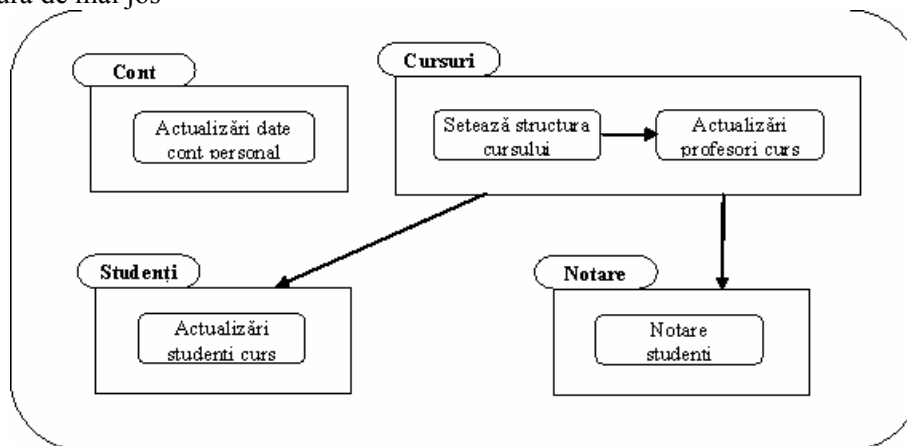 Cont
Cursuri
Actualizări date
cont personal
Setează structura
cursului
Actualizări
profesori curs
Studenți
Notare
Actualizări
studenti curs
Notare
studenti